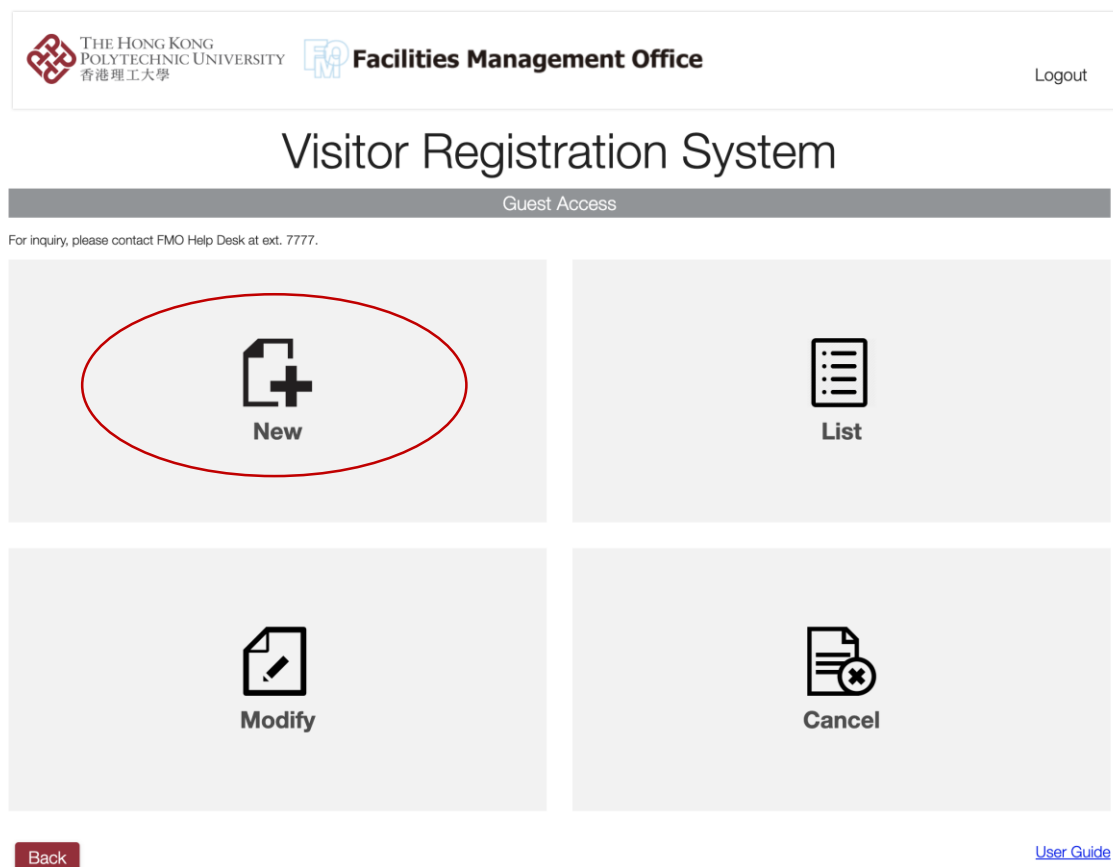 THE HONG KONG
POLYTECHNIC UNIVERSITY
香港理工大學
FOM
Facilities Management Office
Logout
Visitor Registration System
Guest Access
For inquiry, please contact FMO Help Desk at ext. 7777.
New
List
Modify
Cancel
Back
User Guide